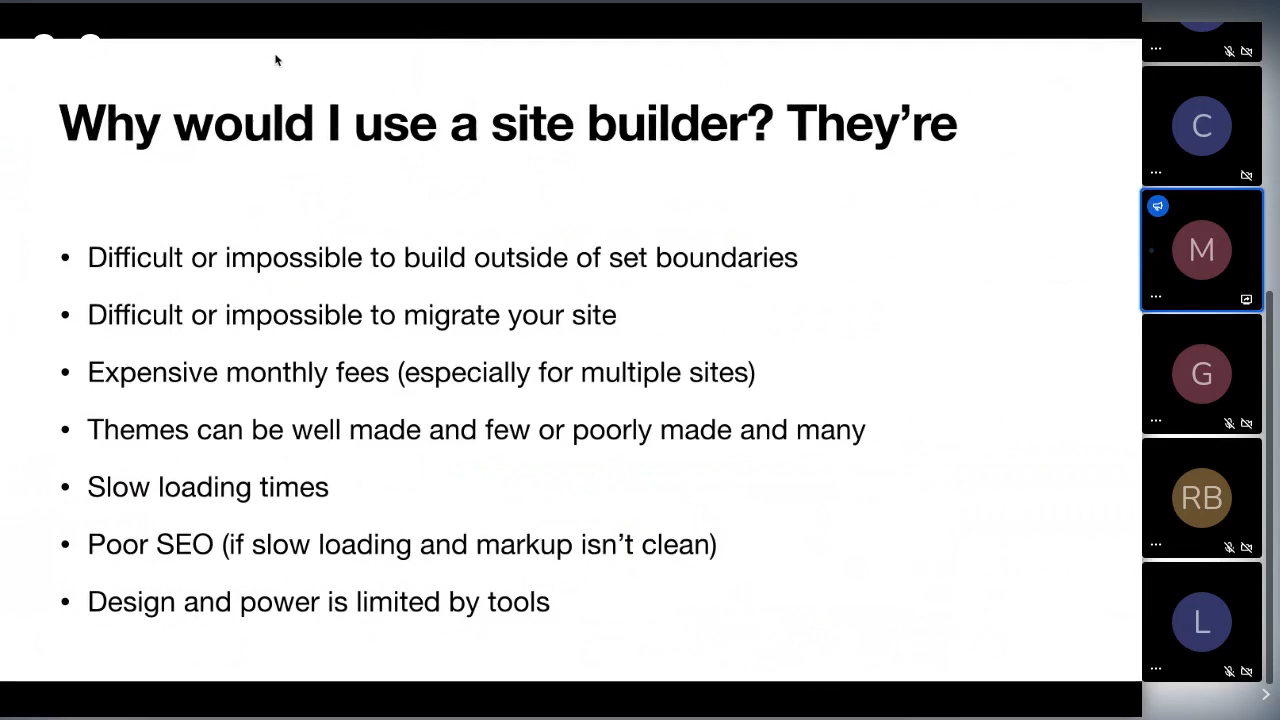 Why would I use a site builder? They’re
• Difficult or impossible to build outside of set boundaries
• Difficult or impossible to migrate your site
• Expensive monthly fees (especially for multiple sites)
• Themes can be well made and few or poorly made and many
• Slow loading times
• Poor SEO (if slow loading and markup isn’t clean)
• Design and power is limited by tools
C
M
G
RB
L